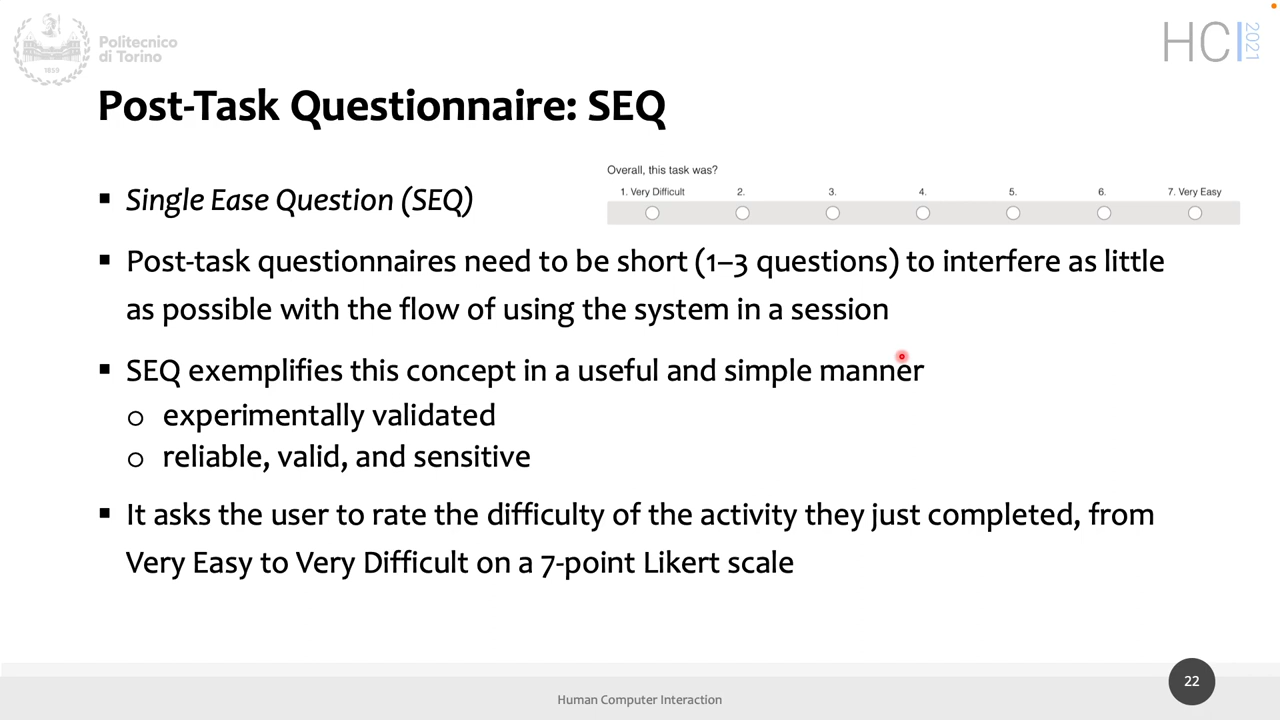 Politecnico
di Torino
1859
HCI 2021
Post-Task Questionnaire: SEQ
▪ Single Ease Question (SEQ)
Overall, this task was?
1. Very Difficult 2. 3. 4. 5. 6. 7. Very Easy
▪ Post-task questionnaires need to be short (1–3 questions) to interfere as little
as possible with the flow of using the system in a session
▪ SEQ exemplifies this concept in a useful and simple manner
o experimentally validated
o reliable, valid, and sensitive
▪ It asks the user to rate the difficulty of the activity they just completed, from
Very Easy to Very Difficult on a 7-point Likert scale
Human Computer Interaction
22